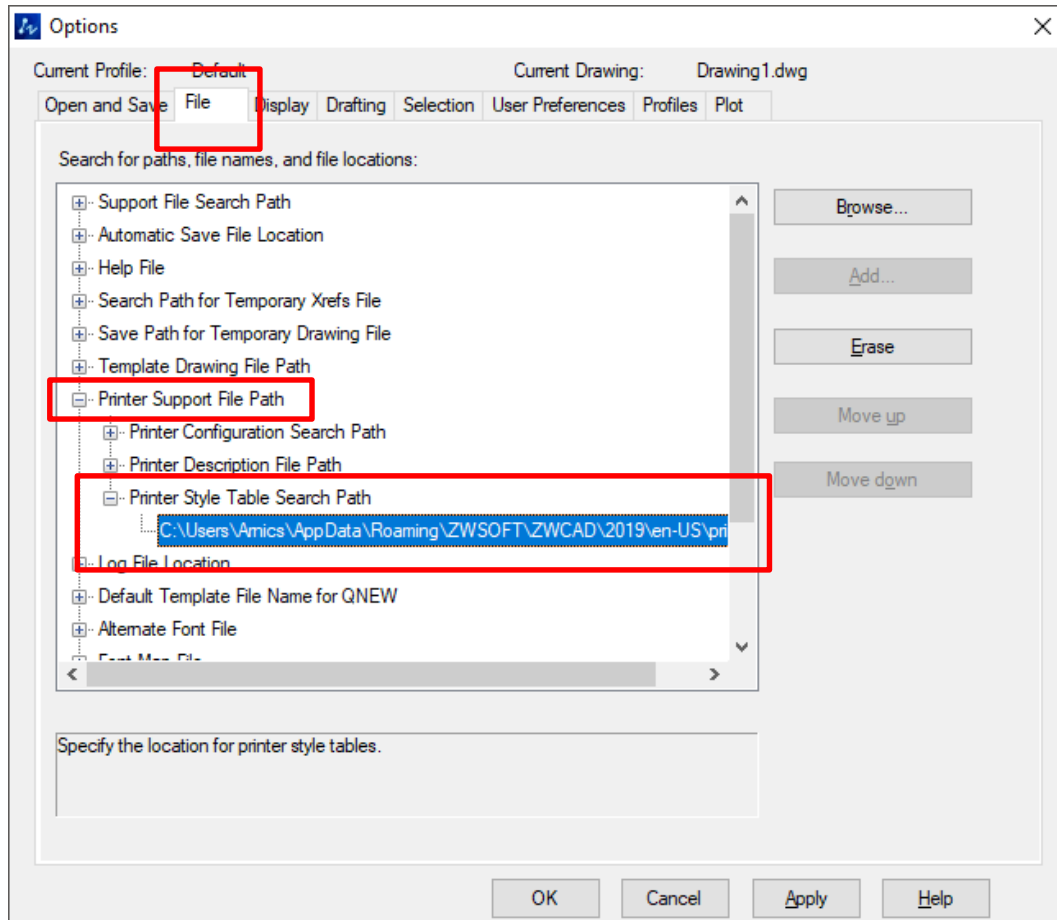 Options
Current Profile: Default Current Drawing: Drawing1.dwg
Open and Save File Display Drafting Selection User Preferences Profiles Plot
Search for paths, file names, and file locations:
Support File Search Path
Automatic Save File Location
Help File
Search Path for Temporary Xrefs File
Save Path for Temporary Drawing File
Template Drawing File Path
Printer Support File Path
Printer Configuration Search Path
Printer Description File Path
Printer Style Table Search Path
C:\Users\Arnics\AppData\Roaming\ZWSOFT\ZWCAD\2019\en-US\pri
Log File Location
Default Template File Name for QNEW
Alternate Font File
Font Map File
Browse...
Add...
Erase
Move up
Move down
Specify the location for printer style tables.
OK Cancel Apply Help